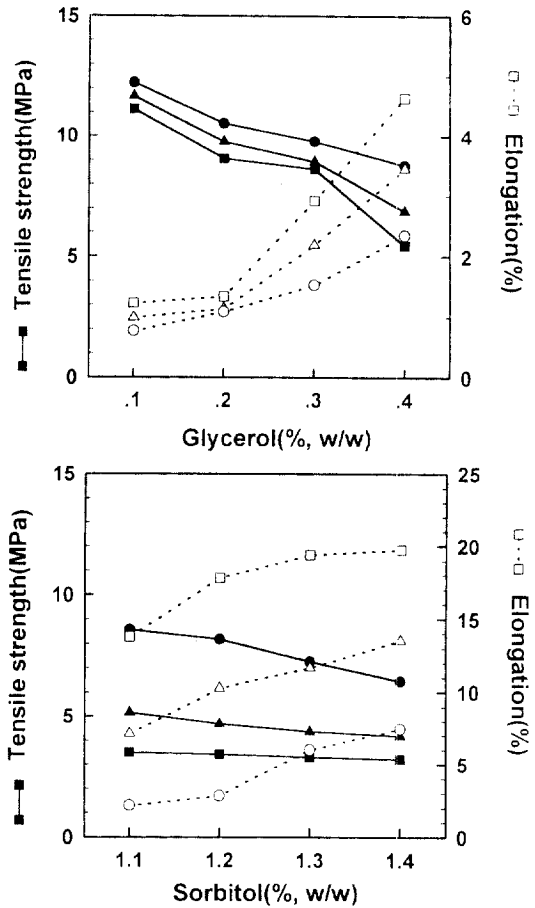 15
10
5
0
Tensile strength(MPa)
6
4
2
0
Elongation(%)
.1 .2 .3 .4
Glycerol(%, w/w)
15
10
5
0
Tensile strength(MPa)
25
20
15
10
5
0
Elongation(%)
1.1 1.2 1.3 1.4
Sorbitol(%, w/w)